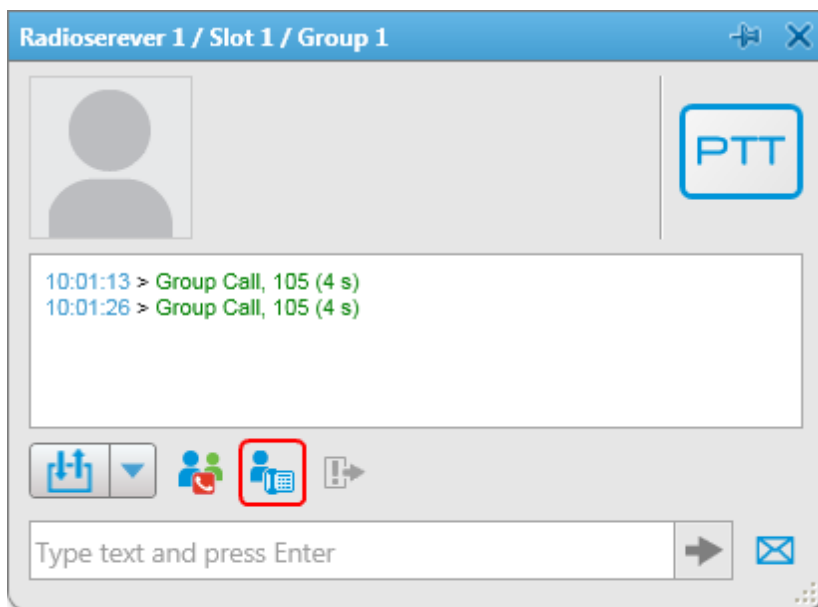 Radioserever 1 / Slot 1 / Group 1
PTT
10:01:13 > Group Call, 105 (4 s)
10:01:26 > Group Call, 105 (4 s)
Type text and press Enter